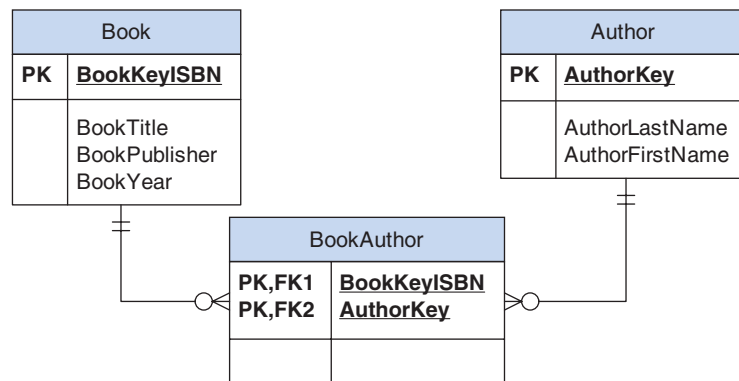 Book
PK BookKeyISBN
BookTitle
BookPublisher
BookYear
Author
PK AuthorKey
AuthorLastName
AuthorFirstName
BookAuthor
PK,FK1 BookKeyISBN
PK,FK2 AuthorKey